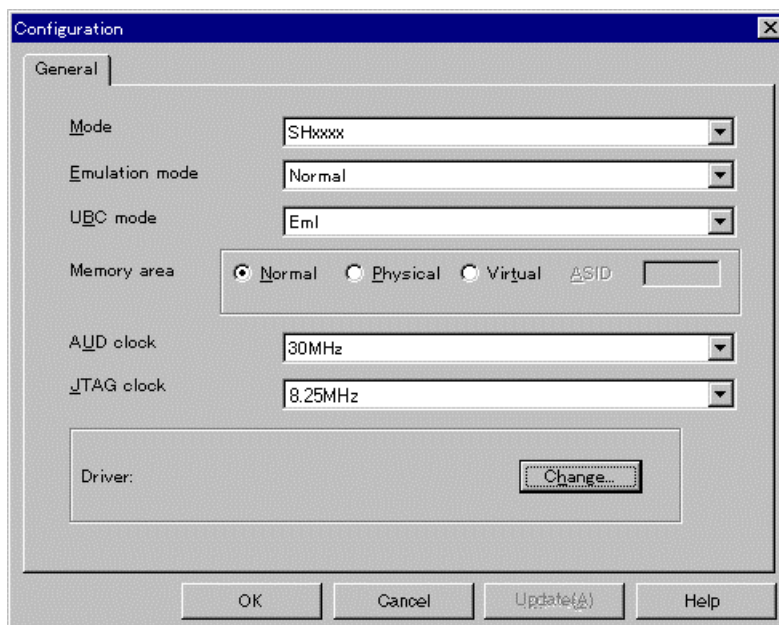 Configuration
General
Mode SHxxxx
Emulation mode Normal
UBC mode Eml
Memory area Normal Physical Virtual ASID
AUD clock 30MHz
JTAG clock 8.25MHz
Driver: Change...
OK Cancel Update(A) Help